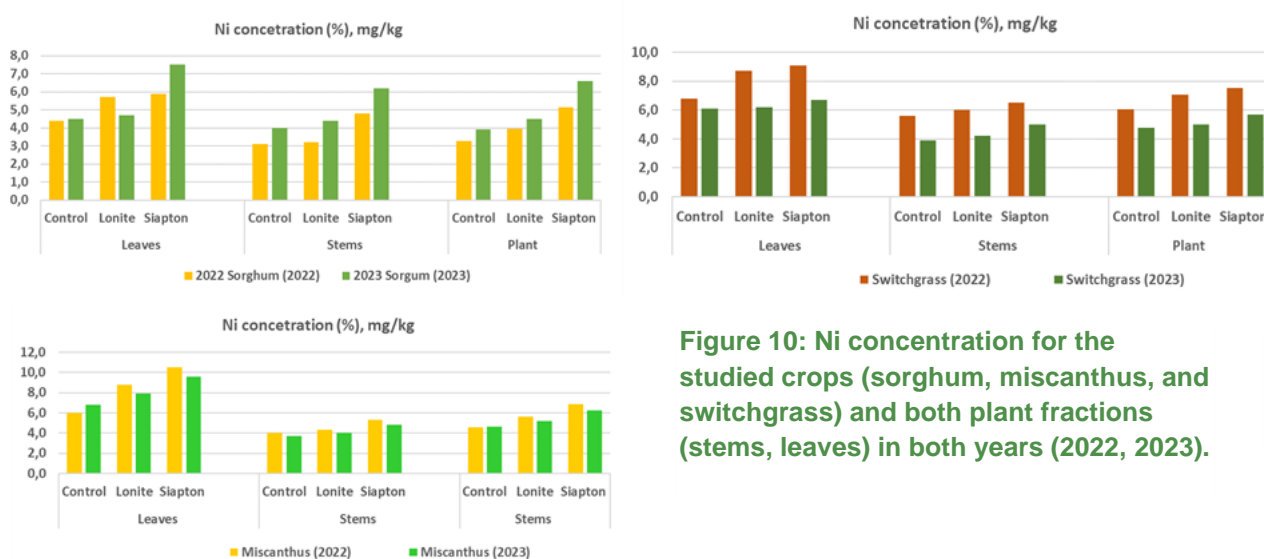 Ni concetration (%), mg/kg
8,0
7,0
6,0
5,0
4,0
3,0
2,0
1,0
0,0
Control Lonite Siapton Control Lonite Siapton Control Lonite Siapton
Leaves Stems Plant
2022 Sorghum (2022) 2023 Sorgum (2023)
Ni concetration (%), mg/kg
10,0
8,0
6,0
4,0
2,0
0,0
Control Lonite Siapton Control Lonite Siapton Control Lonite Siapton
Leaves Stems Plant
Switchgrass (2022) Switchgrass (2023)
Ni concetration (%), mg/kg
12,0
10,0
8,0
6,0
4,0
2,0
0,0
Control Lonite Siapton Control Lonite Siapton Control Lonite Siapton
Leaves Stems Stems
Miscanthus (2022) Miscanthus (2023)
Figure 10: Ni concentration for the
studied crops (sorghum, miscanthus, and
switchgrass) and both plant fractions
(stems, leaves) in both years (2022, 2023).